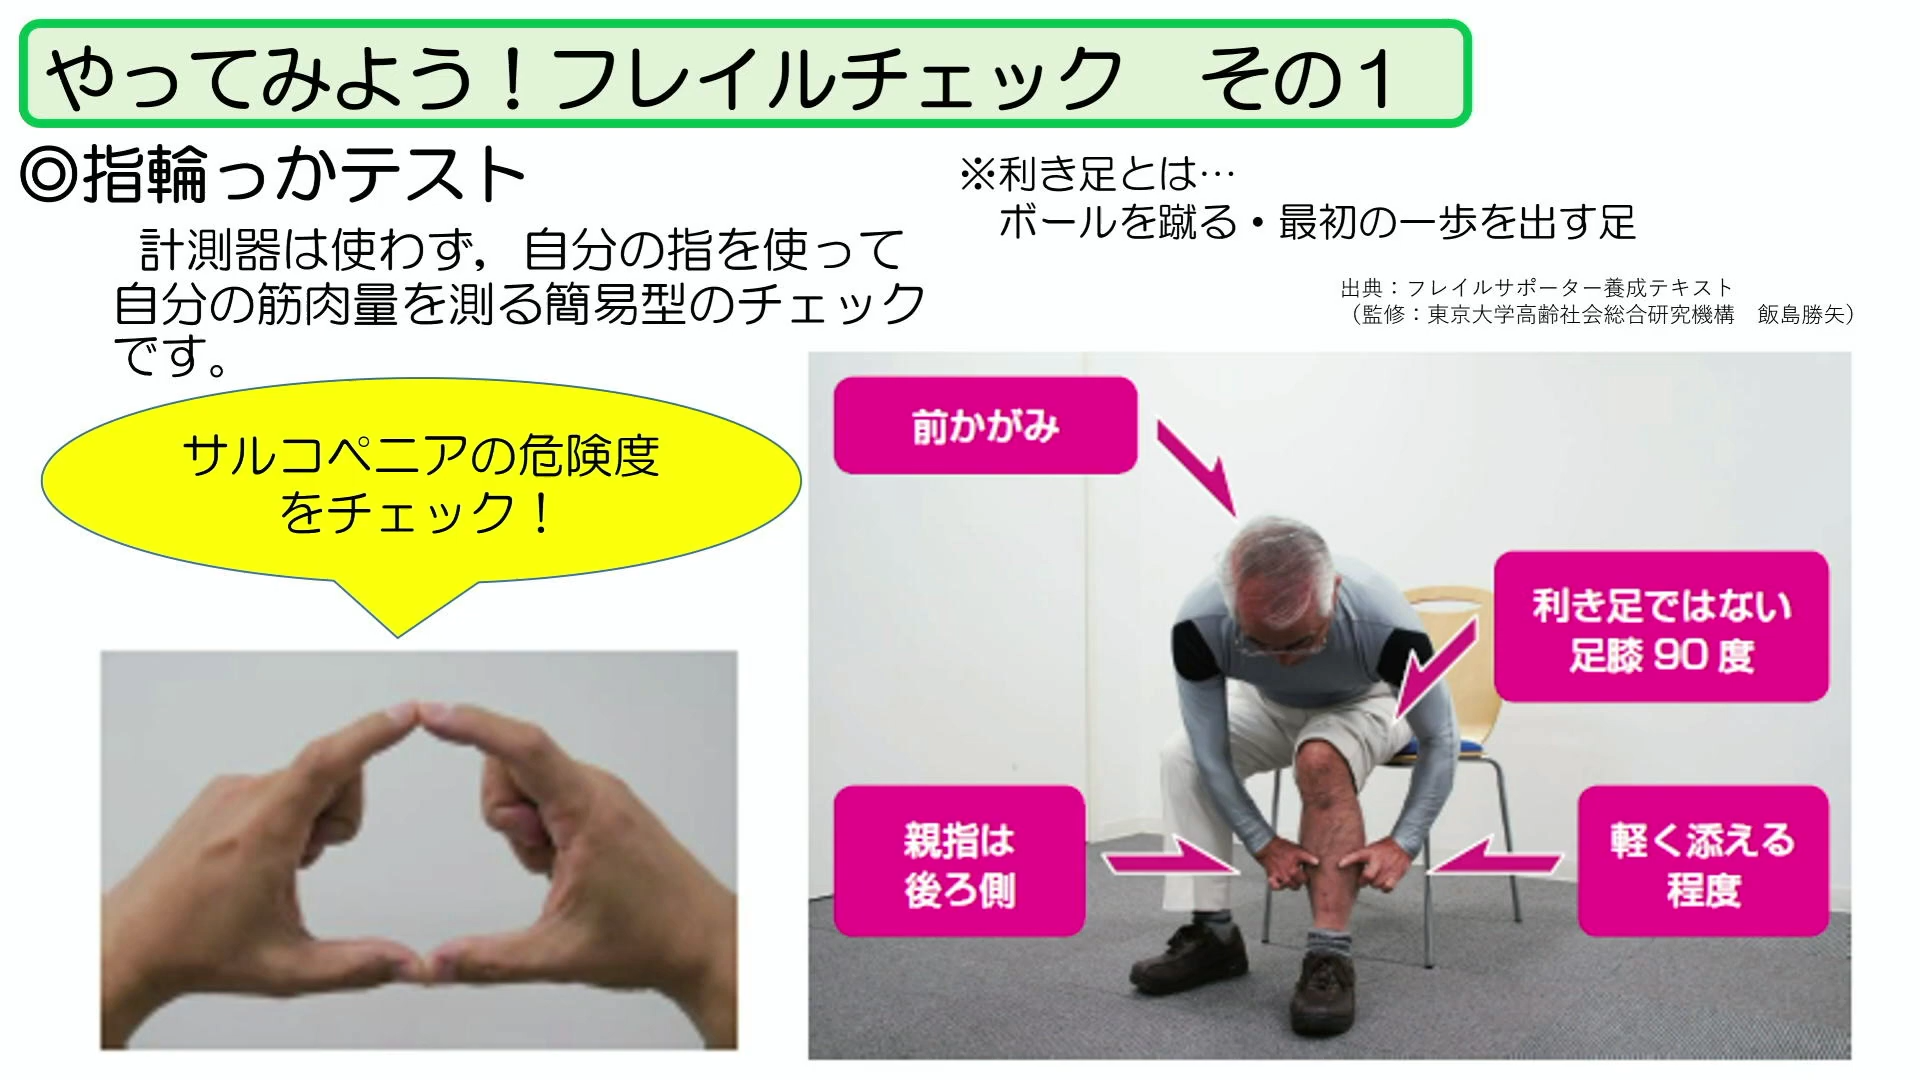 やってみよう！フレイルチェック　その１
◎指輪っかテスト
計測器は使わず，自分の指を使って
自分の筋肉量を測る簡易型のチェック
です。
※利き足とは…
ボールを蹴る・最初の一歩を出す足
出典：フレイルサポーター養成テキスト
（監修：東京大学高齢社会総合研究機構　飯島勝矢）
サルコペニアの危険度
をチェック！
前かがみ
利き足ではない
足膝 90 度
親指は
後ろ側
軽く添える
程度